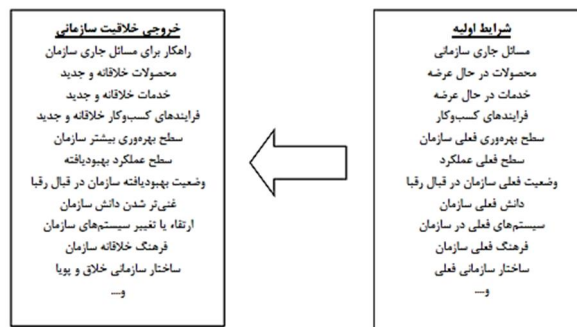 شرایط اولیه
مسائل جاری سازمانی
محصولات در حال عرضه
خدمات در حال عرضه
فرایندهای کسب‌وکار
سطح بهره‌وری فعلی سازمان
سطح فعلی عملکرد
وضعیت فعلی سازمان در قبال رقبا
دانش فعلی سازمان
سیستم‌های فعلی در سازمان
فرهنگ فعلی سازمان
ساختار سازمانی فعلی
و....
خروجی خلاقیت سازمانی
راهکار برای مسائل جاری سازمان
محصولات خلاقانه و جدید
خدمات خلاقانه و جدید
فرایندهای کسب‌وکار خلاقانه و جدید
سطح بهره‌وری بیشتر سازمان
سطح عملکرد بهبودیافته
وضعیت بهبودیافته سازمان در قبال رقبا
غنی‌تر شدن دانش سازمان
ارتقاء یا تغییر سیستم‌های سازمان
فرهنگ خلاقانه سازمان
ساختار سازمانی خلاق و پویا
و....